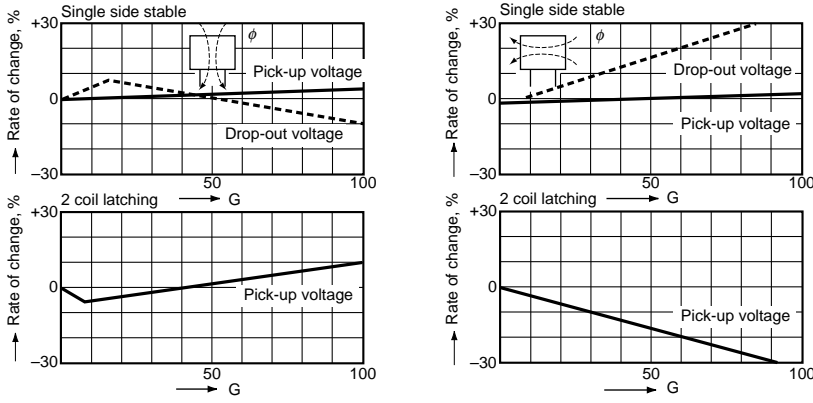 Single side stable
Rate of change, %
+30
0
–30
ϕ
Pick-up voltage
Drop-out voltage
50
100
G
2 coil latching
Rate of change, %
+30
0
–30
Pick-up voltage
50
100
G
Single side stable
Rate of change, %
+30
0
–30
ϕ
Drop-out voltage
Pick-up voltage
50
100
G
2 coil latching
Rate of change, %
+30
0
–30
Pick-up voltage
50
100
G